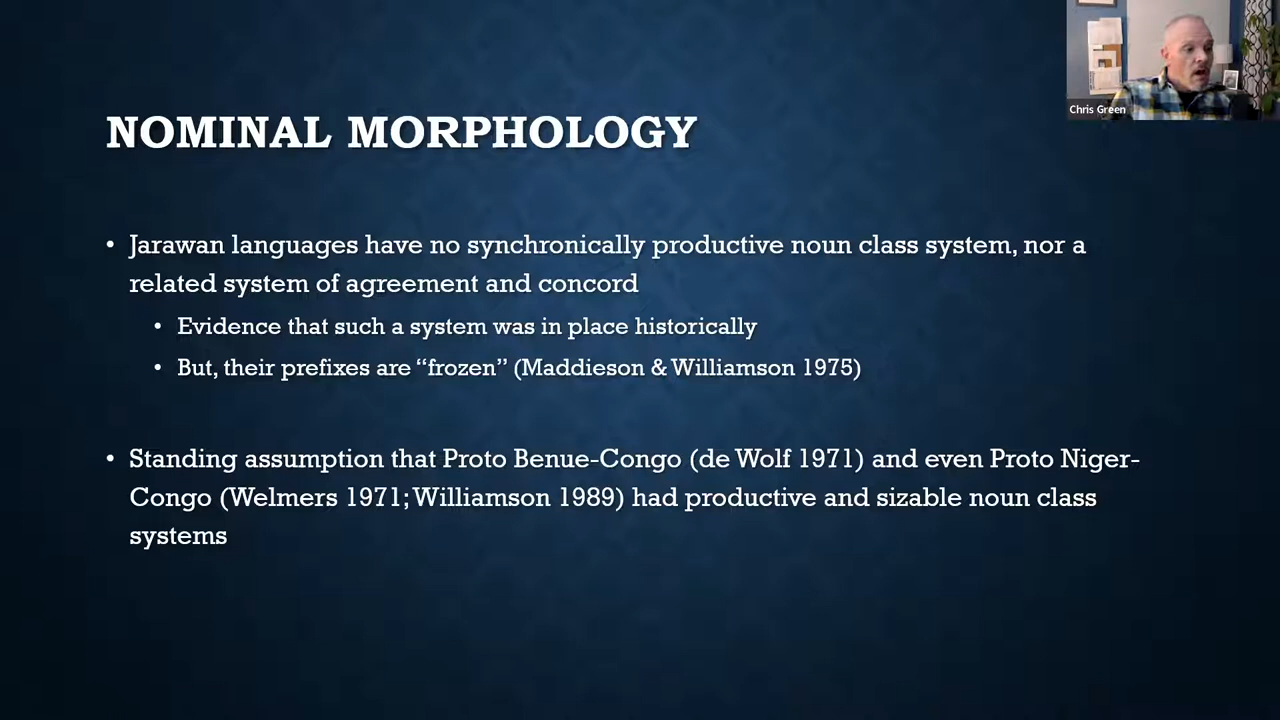 Chris Green
NOMINAL MORPHOLOGY
• Jarawan languages have no synchronically productive noun class system, nor a
related system of agreement and concord
• Evidence that such a system was in place historically
• But, their prefixes are “frozen” (Maddieson & Williamson 1975)
• Standing assumption that Proto Benue-Congo (de Wolf 1971) and even Proto Niger-
Congo (Welmers 1971; Williamson 1989) had productive and sizable noun class
systems